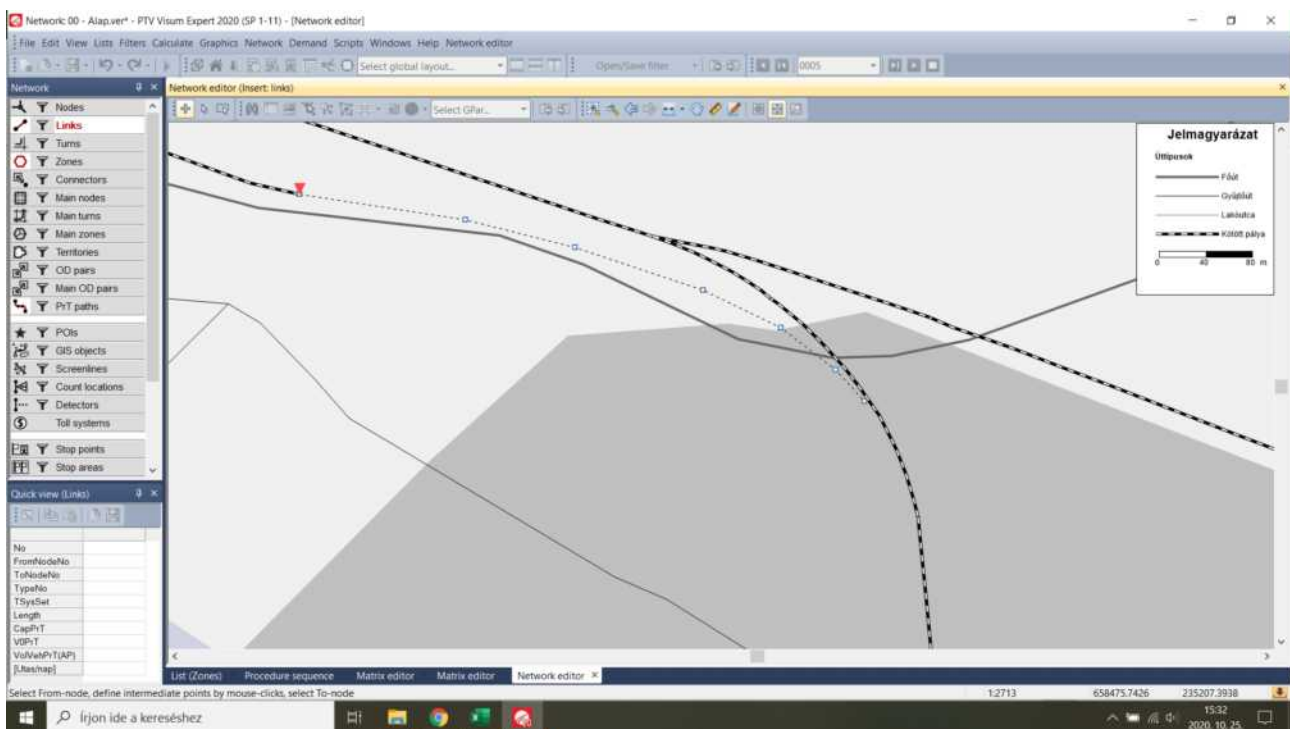 Network: 00 - Alap.ver* - PTV Visum Expert 2020 (SP 1-11) - [Network editor]
File Edit View Lists Filters Calculate Graphics Network Demand Scripts Windows Help Network editor
Select global layout... Open/Save filter 0005
Network
Network editor (Insert: links)
Select GPar...
Nodes
Links
Turns
Zones
Connectors
Main nodes
Main turns
Main zones
Territories
OD pairs
Main OD pairs
PrT paths
POIs
GIS objects
Screenlines
Count locations
Detectors
Toll systems
Stop points
Stop areas
Jelmagyarázat
Úttípusok
Főút
Gyűjtőút
Lakóutca
Kötött pálya
0 40 80 m
Quick view (Links)
No
FromNodeNo
ToNodeNo
TypeNo
TSysSet
Length
CapPrT
V0PrT
VolVehPrT(AP)
[Utas/nap]
List (Zones) Procedure sequence Matrix editor Matrix editor Network editor
Select From-node, define intermediate points by mouse-clicks, select To-node 1:2713 658475.7426 235207.3938
Írjon ide a kereséshez
15:32
2020. 10. 25.